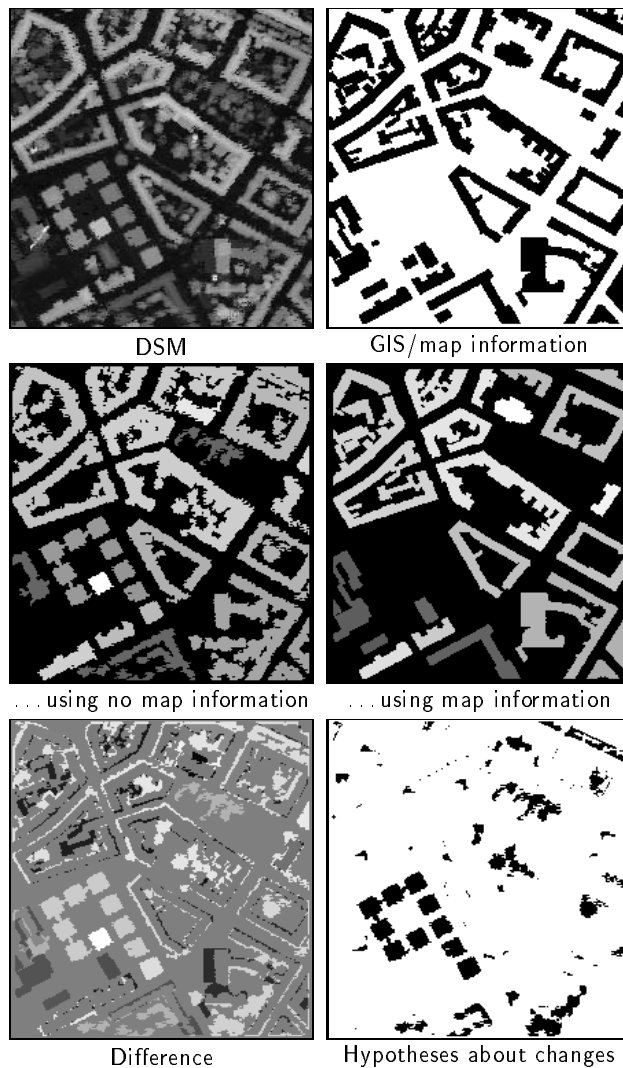 DSM
GIS/map information
...using no map information
...using map information
Difference
Hypotheses about changes